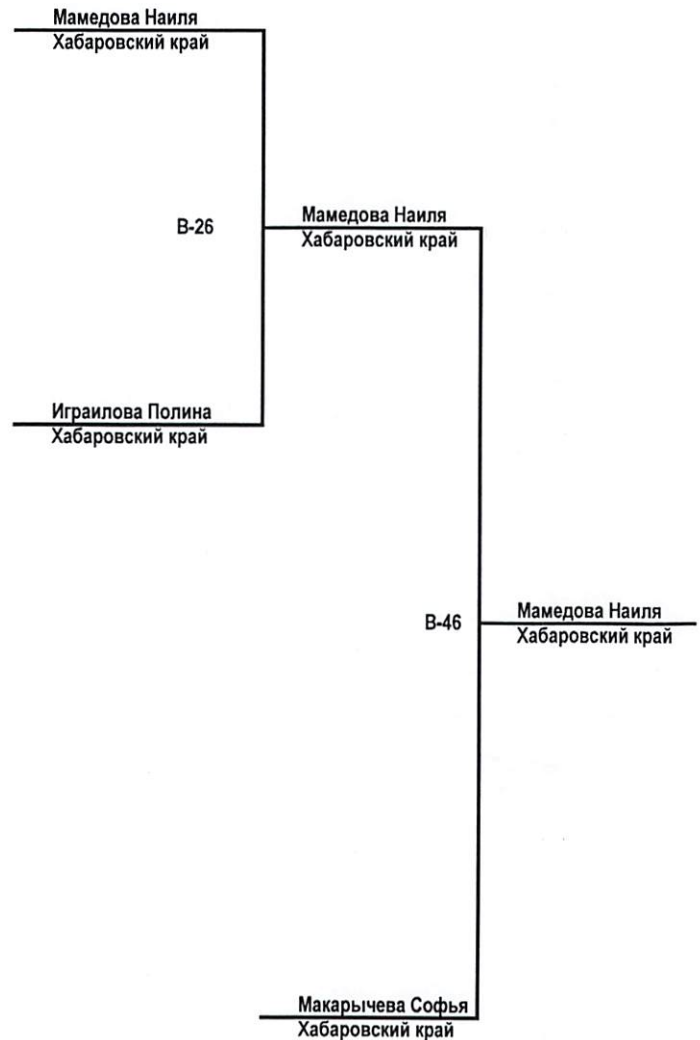 Мамедова Наиля
Хабаровский край
В-26
Мамедова Наиля
Хабаровский край
Играилова Полина
Хабаровский край
В-46
Мамедова Наиля
Хабаровский край
Макарычева Софья
Хабаровский край